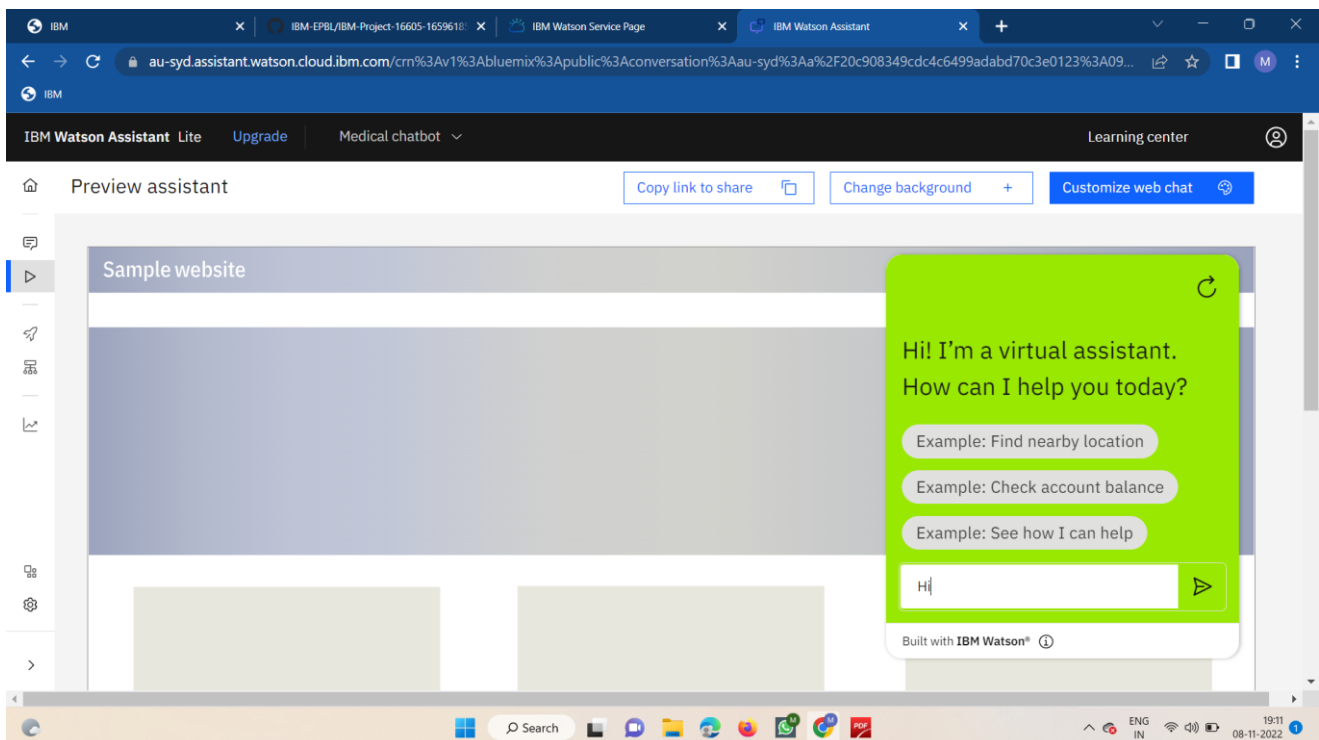 IBM
IBM-EPBL/IBM-Project-16605-1659618
IBM Watson Service Page
IBM Watson Assistant
au-syd.assistant.watson.cloud.ibm.com/crn%3Av1%3Abluemix%3Apublic%3Aconversation%3Aau-syd%3Aa%2F20c908349cdc4c6499adabd70c3e0123%3A09...
M
IBM
IBM Watson Assistant Lite
Upgrade
Medical chatbot
Learning center
Preview assistant
Copy link to share
Change background +
Customize web chat
Sample website
Hi! I'm a virtual assistant.
How can I help you today?
Example: Find nearby location
Example: Check account balance
Example: See how I can help
Hi
Built with IBM Watson®
Search
PDF
ENG
IN
19:11
08-11-2022
1